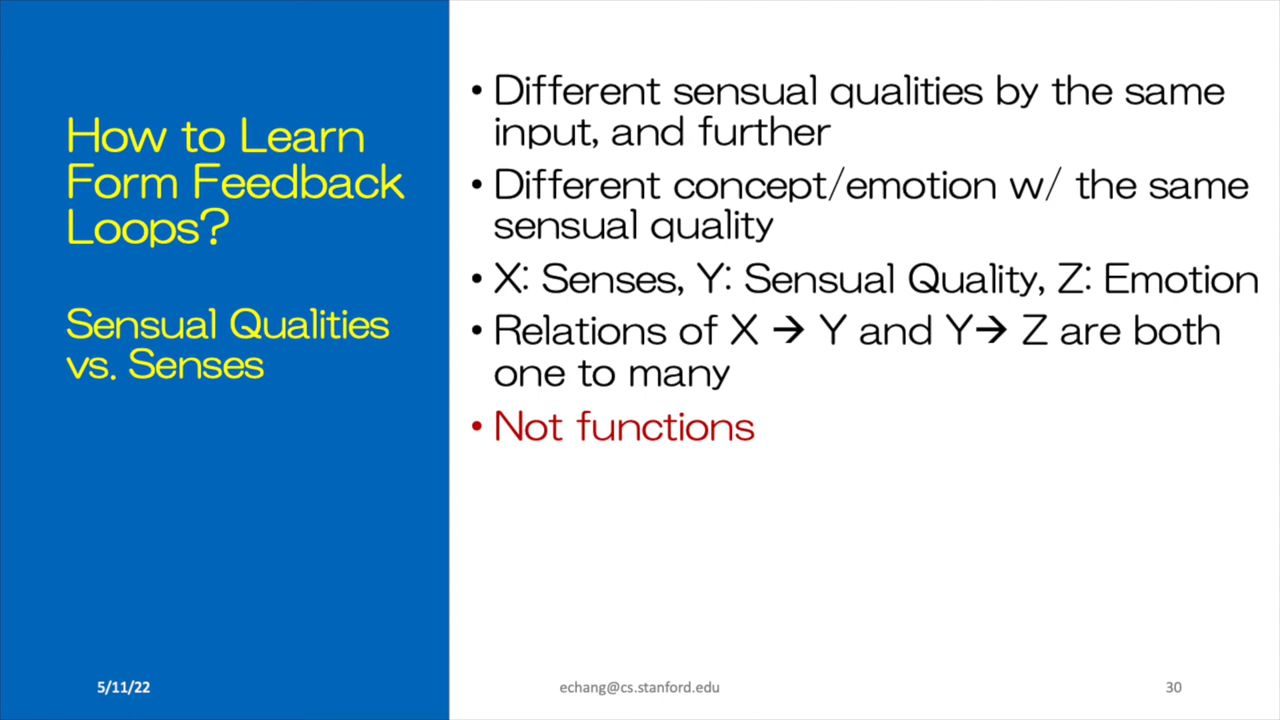 How to Learn
Form Feedback
Loops?
Sensual Qualities
vs. Senses
• Different sensual qualities by the same
input, and further
• Different concept/emotion w/ the same
sensual quality
• X: Senses, Y: Sensual Quality, Z: Emotion
• Relations of X → Y and Y→ Z are both
one to many
• Not functions
5/11/22
echang@cs.stanford.edu
30